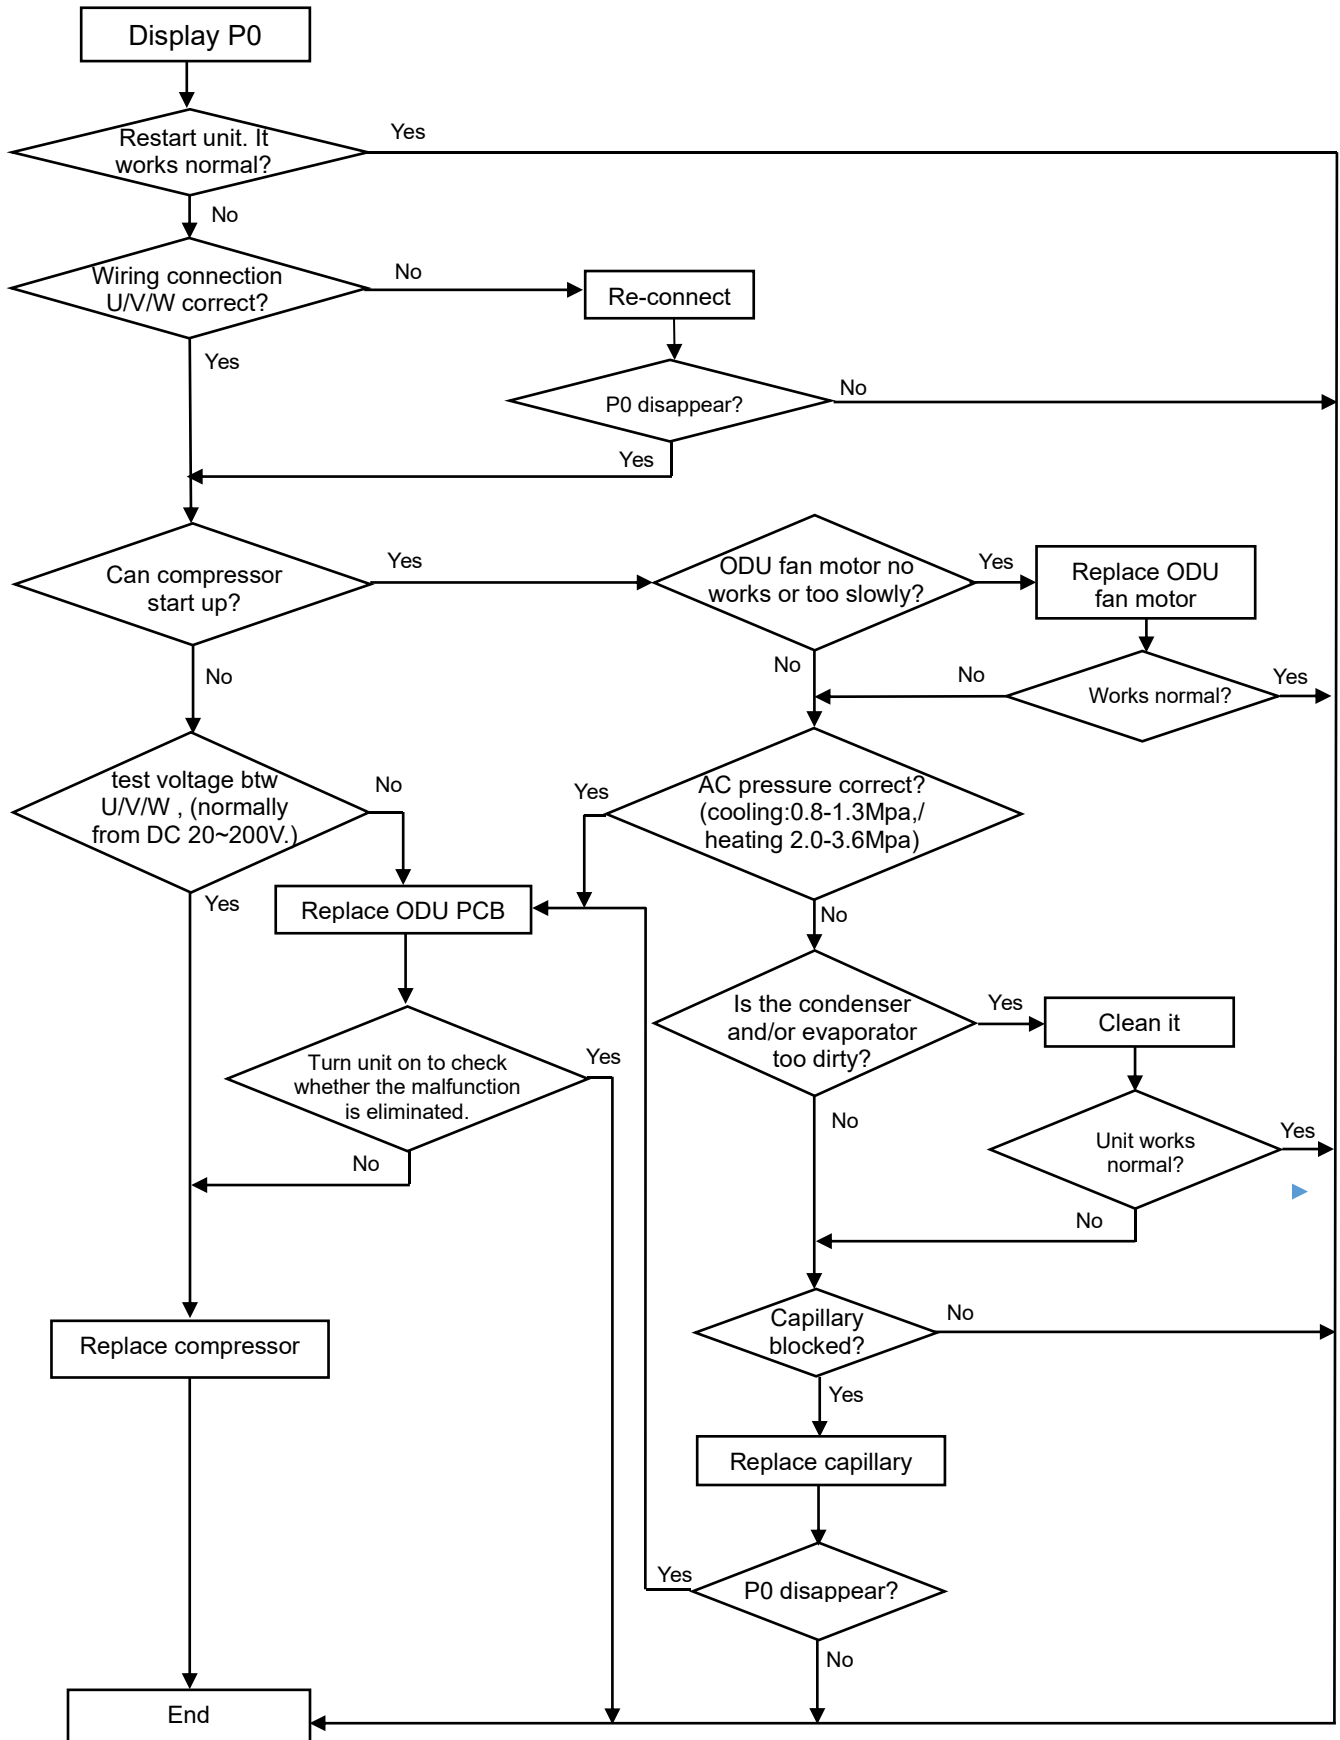 Display P0
Restart unit. It
works normal?
Yes
No
Wiring connection
U/V/W correct?
No
Re-connect
Yes
P0 disappear?
No
Yes
Can compressor
start up?
Yes
ODU fan motor no
works or too slowly?
Yes
Replace ODU
fan motor
No
No
Works normal?
Yes
No
test voltage btw
U/V/W , (normally
from DC 20~200V.)
No
AC pressure correct?
(cooling:0.8-1.3Mpa,/
heating 2.0-3.6Mpa)
Yes
Yes
Replace ODU PCB
No
Is the condenser
and/or evaporator
too dirty?
Yes
Clean it
Turn unit on to check
whether the malfunction
is eliminated.
Yes
No
No
Unit works
normal?
Yes
No
Capillary
blocked?
No
Replace compressor
Yes
Replace capillary
Yes
P0 disappear?
No
End